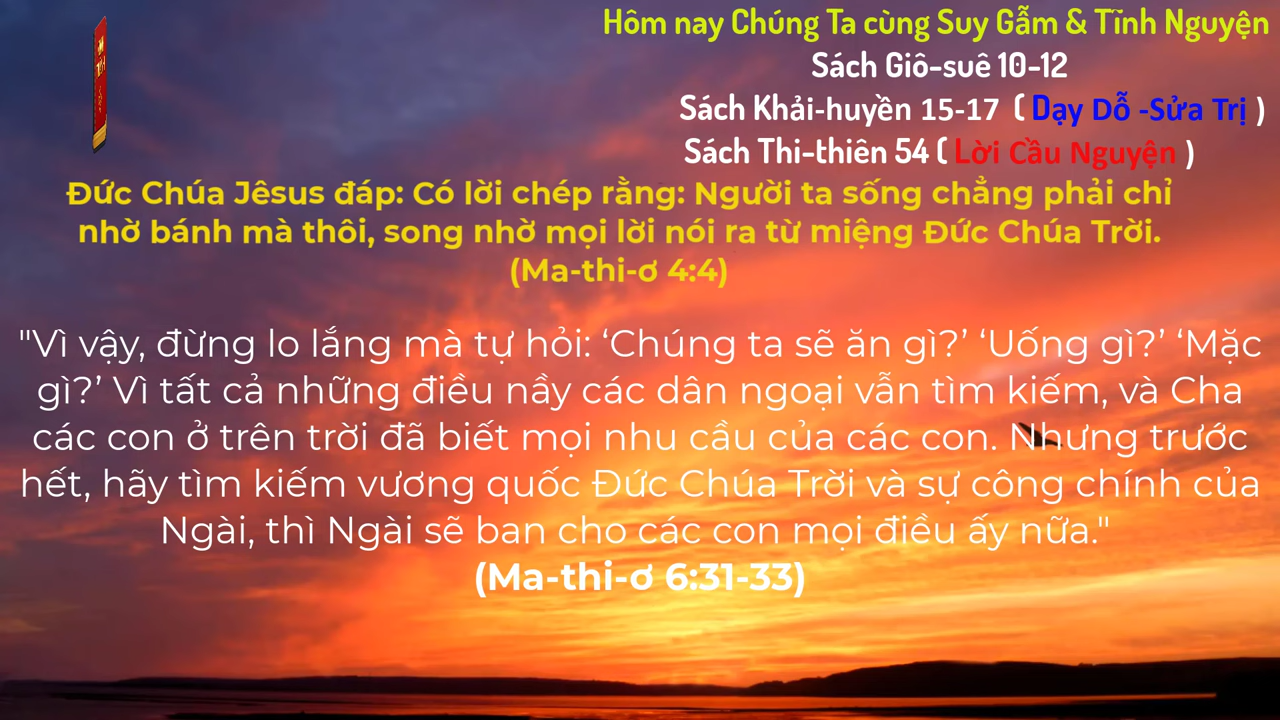 Hôm nay Chúng Ta cùng Suy Gẫm & Tĩnh Nguyện
Sách Giô-suê 10-12
Sách Khải-huyền 15-17 ( Dạy Dỗ -Sửa Trị )
Sách Thi-thiên 54 ( Lời Cầu Nguyện )
Đức Chúa Jêsus đáp: Có lời chép rằng: Người ta sống chẳng phải chỉ
nhờ bánh mà thôi, song nhờ mọi lời nói ra từ miệng Đức Chúa Trời.
(Ma-thi-ơ 4:4)
"Vì vậy, đừng lo lắng mà tự hỏi: ‘Chúng ta sẽ ăn gì?’ ‘Uống gì?’ ‘Mặc
gì?’ Vì tất cả những điều nầy các dân ngoại vẫn tìm kiếm, và Cha
các con ở trên trời đã biết mọi nhu cầu của các con. Nhưng trước
hết, hãy tìm kiếm vương quốc Đức Chúa Trời và sự công chính của
Ngài, thì Ngài sẽ ban cho các con mọi điều ấy nữa."
(Ma-thi-ơ 6:31-33)